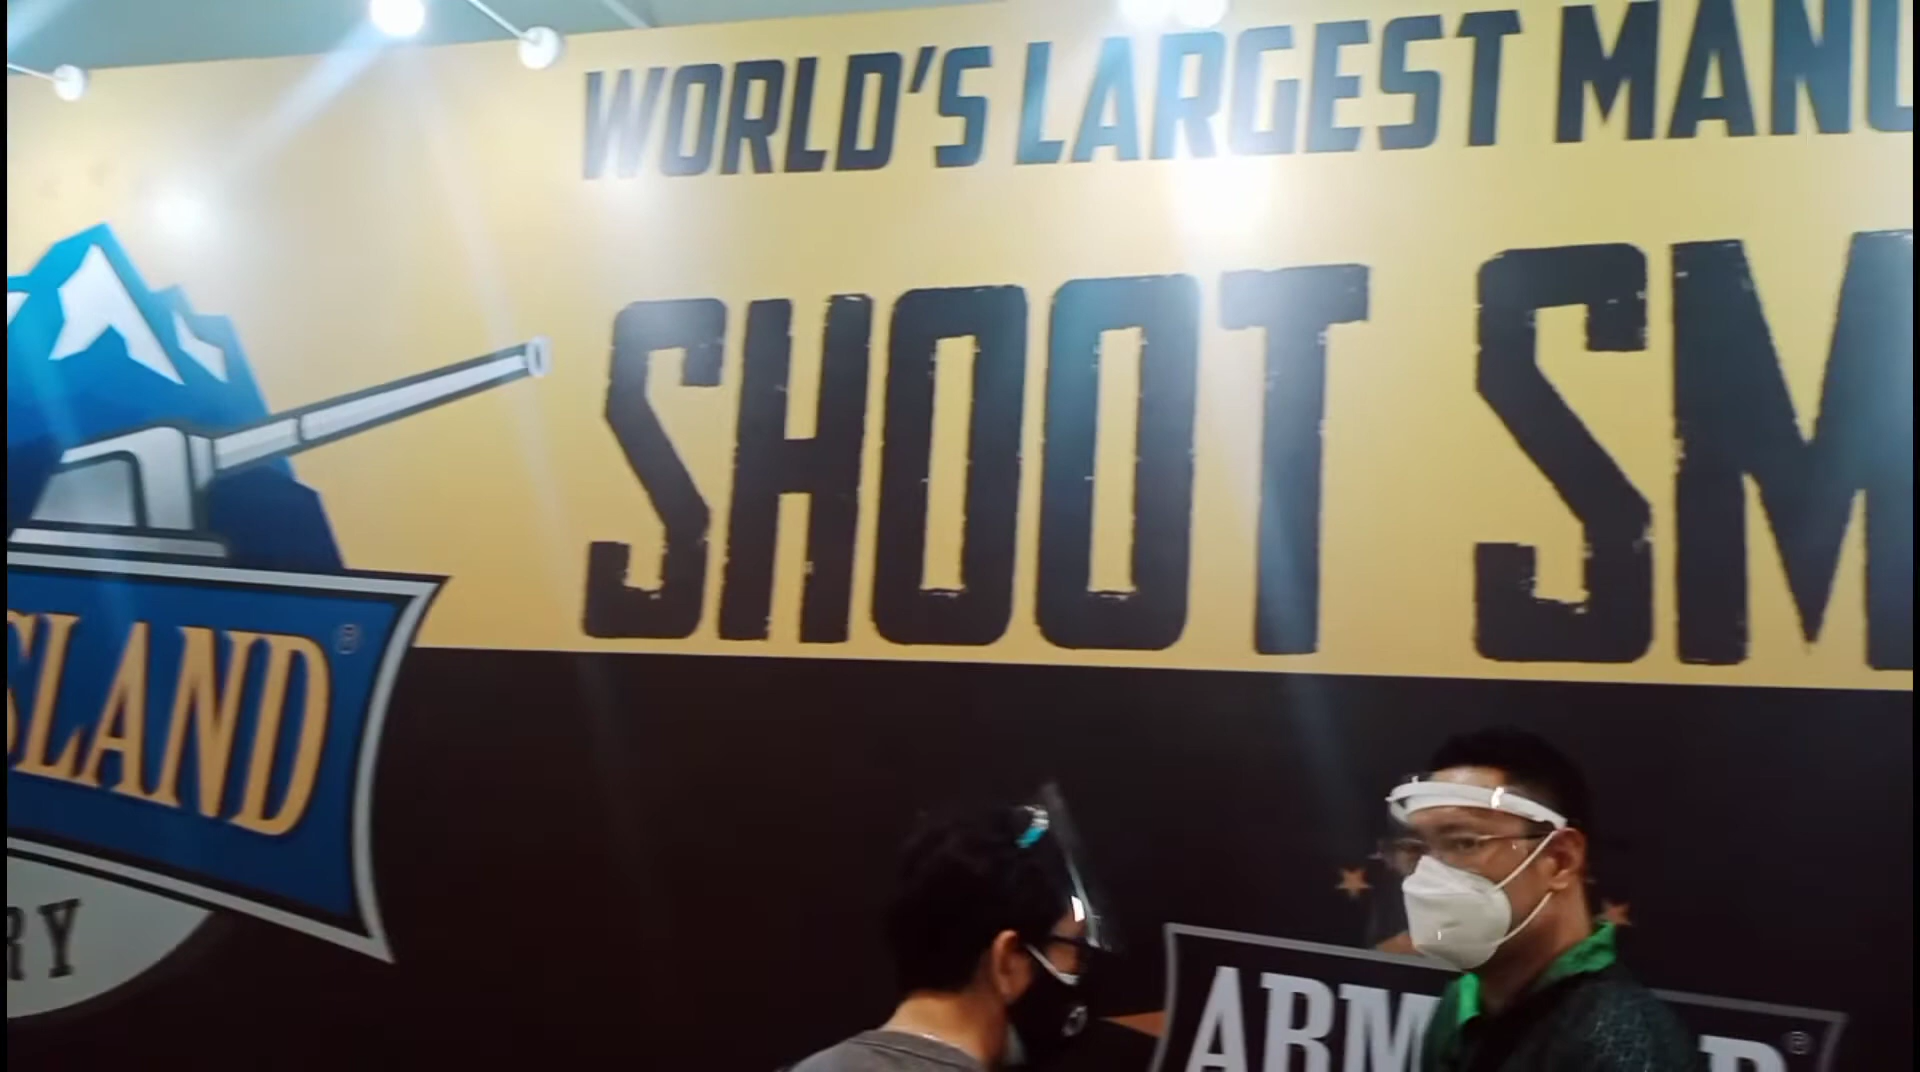 WORLD'S LARGEST MANU
SHOOT SM
SLAND®
RY
ARM R®